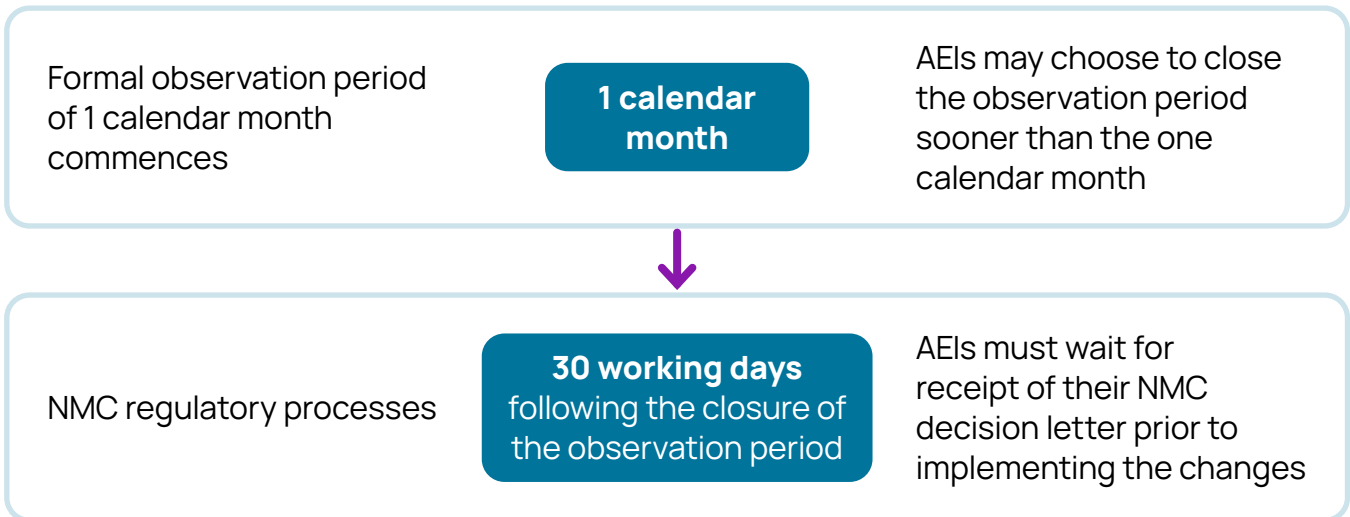 Formal observation period
of 1 calendar month
commences
1 calendar
month
AEIs may choose to close
the observation period
sooner than the one
calendar month
NMC regulatory processes
30 working days
following the closure of
the observation period
AEIs must wait for
receipt of their NMC
decision letter prior to
implementing the changes